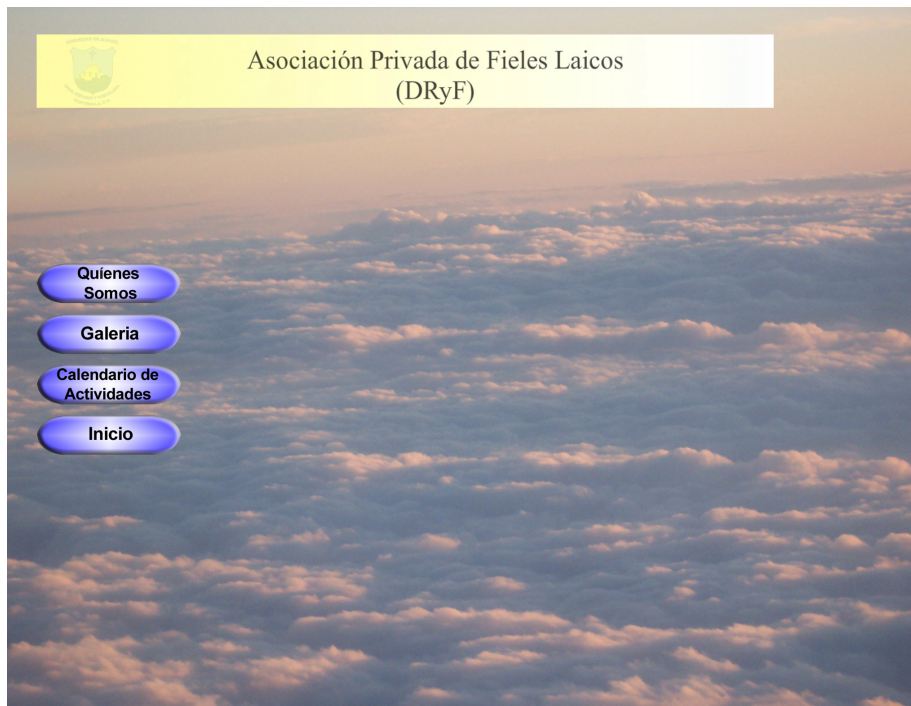 Asociación Privada de Fieles Laicos
(DRyF)
Quíenes
Somos
Galeria
Calendario de
Actividades
Inicio